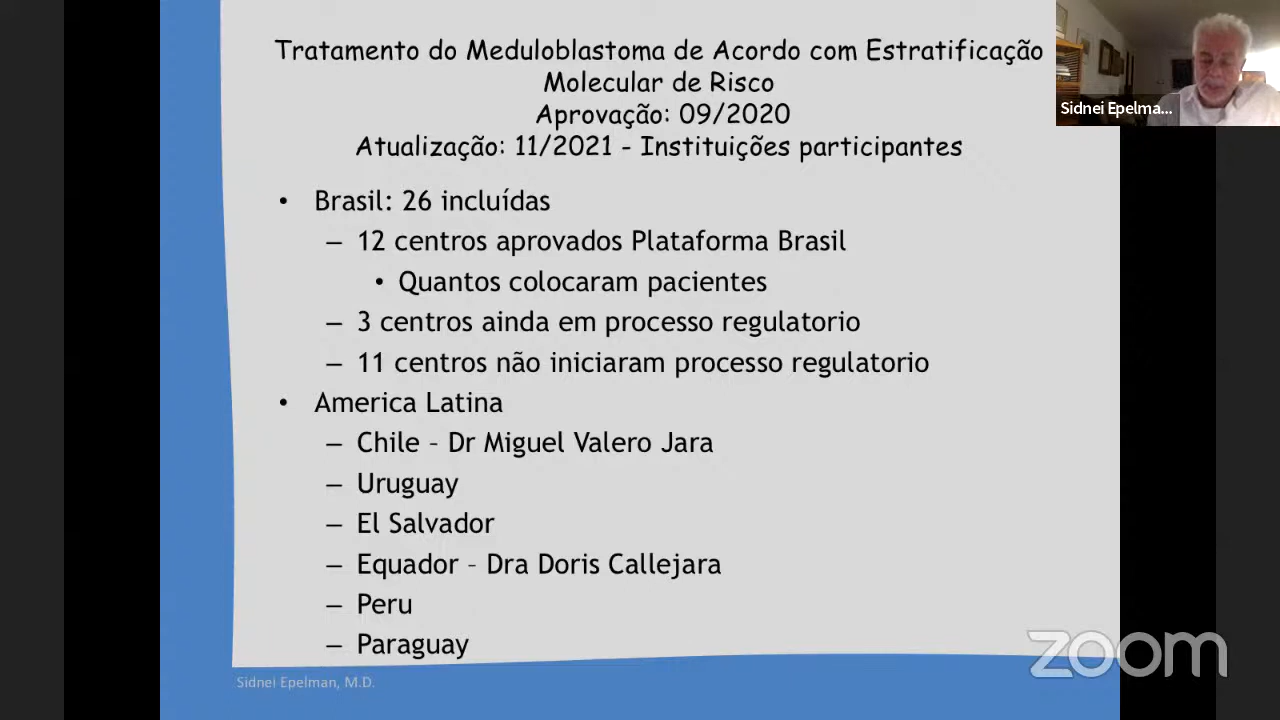 Tratamento do Meduloblastoma de Acordo com Estratificação
Molecular de Risco
Aprovação: 09/2020
Atualização: 11/2021 - Instituições participantes
Sidnei Epelma...
• Brasil: 26 incluídas
– 12 centros aprovados Plataforma Brasil
• Quantos colocaram pacientes
– 3 centros ainda em processo regulatorio
– 11 centros não iniciaram processo regulatorio
• America Latina
– Chile – Dr Miguel Valero Jara
– Uruguay
– El Salvador
– Equador – Dra Doris Callejara
– Peru
– Paraguay
zoom
Sidnei Epelman, M.D.